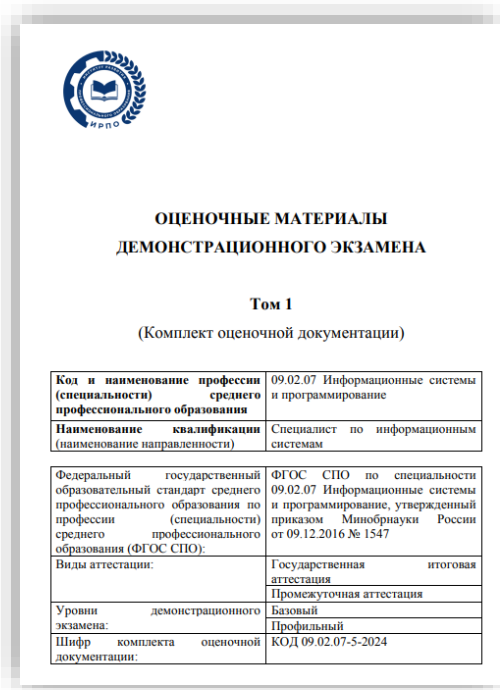 ИРПО
ОЦЕНОЧНЫЕ МАТЕРИАЛЫ
ДЕМОНСТРАЦИОННОГО ЭКЗАМЕНА
Том 1
(Комплект оценочной документации)
Код и наименование профессии (специальности) среднего профессионального образования
09.02.07 Информационные системы и программирование
Наименование квалификации (наименование направленности)
Специалист по информационным системам
Федеральный государственный образовательный стандарт среднего профессионального образования по профессии (специальности) среднего профессионального образования (ФГОС СПО):
ФГОС СПО по специальности 09.02.07 Информационные системы и программирование, утвержденный приказом Минобрнауки России от 09.12.2016 № 1547
Виды аттестации:
Государственная итоговая аттестация
Промежуточная аттестация
Уровни демонстрационного экзамена:
Базовый
Профильный
Шифр комплекта оценочной документации:
КОД 09.02.07-5-2024